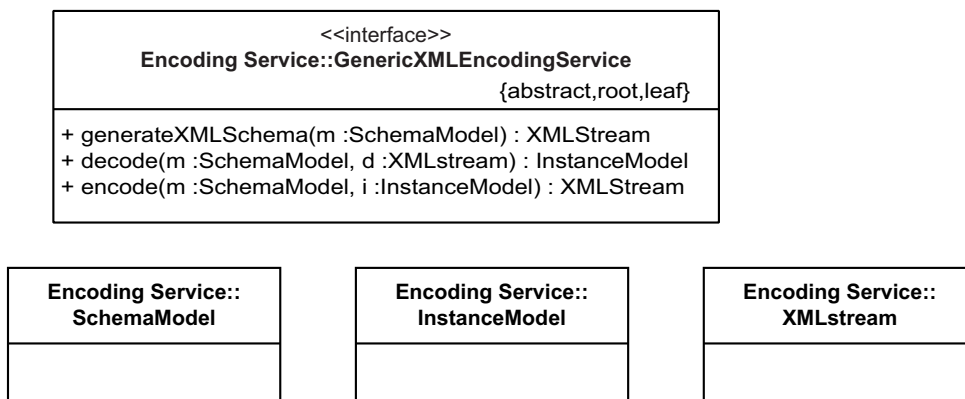 <<interface>>
Encoding Service::GenericXMLEncodingService
{abstract,root,leaf}
+ generateXMLSchema(m :SchemaModel) : XMLStream
+ decode(m :SchemaModel, d :XMLstream) : InstanceModel
+ encode(m :SchemaModel, i :InstanceModel) : XMLStream
Encoding Service::
SchemaModel
Encoding Service::
InstanceModel
Encoding Service::
XMLstream